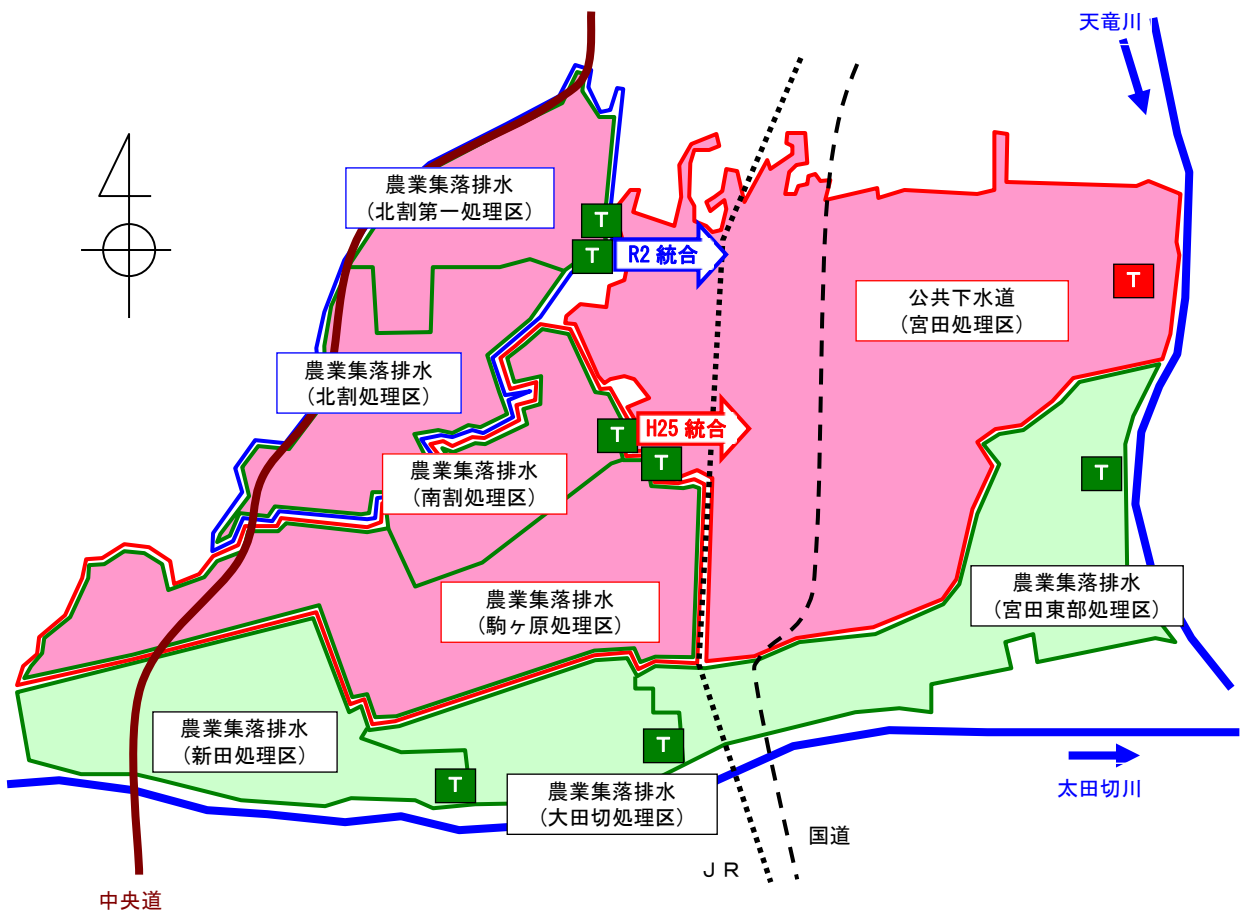 天竜川
農業集落排水
（北割第一処理区）
T
T
R2 統合
公共下水道
（宮田処理区）
T
農業集落排水
（北割処理区）
T
H25 統合
T
農業集落排水
（南割処理区）
T
農業集落排水
（駒ヶ原処理区）
農業集落排水
（宮田東部処理区）
農業集落排水
（新田処理区）
T
T
農業集落排水
（大田切処理区）
太田切川
国道
ＪＲ
中央道